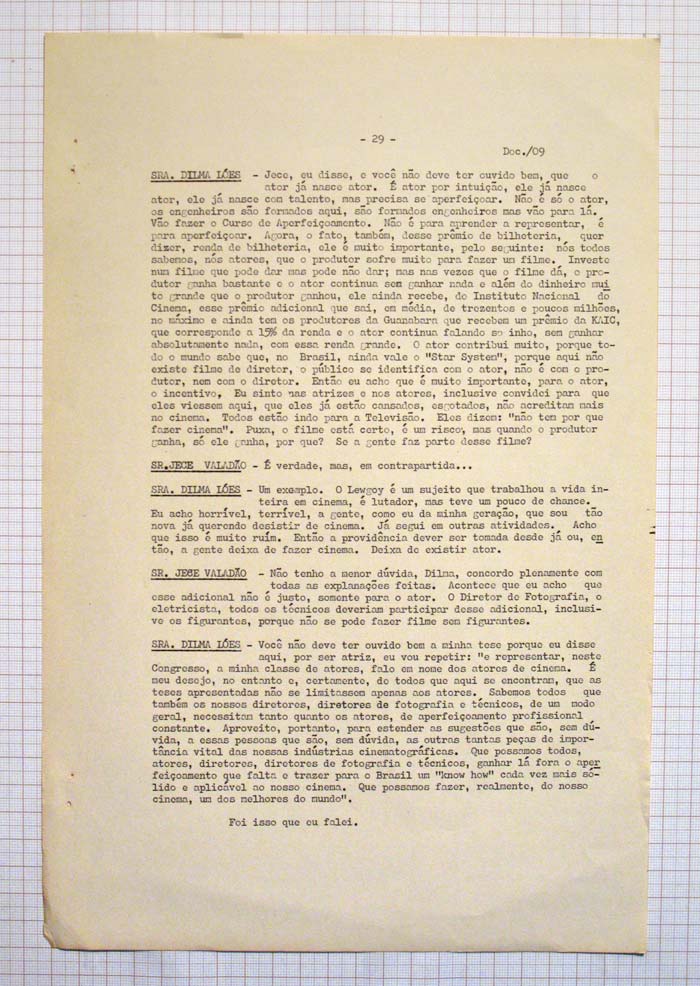 - 29 -
Doc./09
SRA. DILMA LÓES - Jece, eu disse, e você não deve ter ouvido bem, que o
ator já nasce ator. É ator por intuição, ele já nasce
ator, ele já nasce com talento, mas precisa se aperfeiçoar. Não é só o ator,
os engenheiros são formados aqui, são formados engenheiros mas vão para lá.
Vão fazer o Curso de Aperfeiçoamento. Não é para aprender a representar, é
para aperfeiçoar. Agora, o fato, também, desse prêmio de bilheteria, quer
dizer, renda de bilheteria, ele é muito importante, pelo seguinte: nós todos
sabemos, nós atores, que o produtor sofre muito para fazer um filme. Investe
num filme que pode dar mas pode não dar; mas nas vezes que o filme dá, o pro-
dutor ganha bastante e o ator continua sem ganhar nada e além do dinheiro mui
to grande que o produtor ganhou, ele ainda recebe, do Instituto Nacional do
Cinema, esse prêmio adicional que sai, em média, de trezentos e poucos milhões,
no máximo e ainda tem os produtores da Guanabara que recebem um prêmio da KAIC,
que corresponde a 15% da renda e o ator continua falando so inho, sem ganhar
absolutamente nada, com essa renda grande. O ator contribui muito, porque to-
do o mundo sabe que, no Brasil, ainda vale o "Star System", porque aqui não
existe filme de diretor, o público se identifica com o ator, não é com o pro-
dutor, nem com o diretor. Então eu acho que é muito importante, para o ator,
o incentivo, Eu sinto nas atrizes e nos atores, inclusive convidei para que
eles viessem aqui, que eles já estão cansados, esgotados, não acreditam mais
no cinema. Todos estão indo para a Televisão. Eles dizem: "não tem por que
fazer cinema". Puxa, o filme está certo, é um risco, mas quando o produtor
ganha, só ele ganha, por que? Se a gente faz parte desse filme?
SR.JECE VALADÃO - É verdade, mas, em contrapartida...
SRA. DILMA LÓES - Um exemplo. O Lewgoy é um sujeito que trabalhou a vida in-
teira em cinema, é lutador, mas teve um pouco de chance.
Eu acho horrível, terrível, a gente, como eu da minha geração, que sou tão
nova já querendo desistir de cinema. Já segui em outras atividades. Acho
que isso é muito ruím. Então a providência dever ser tomada desde já ou, en
tão, a gente deixa de fazer cinema. Deixa de existir ator.
SR. JECE VALADÃO - Não tenho a menor dúvida, Dilma, concordo plenamente com
todas as explanações feitas. Acontece que eu acho que
esse adicional não é justo, somente para o ator. O Diretor de Fotografia, o
eletricista, todos os técnicos deveriam participar desse adicional, inclusi-
ve os figurantes, porque não se pode fazer filme sem figurantes.
SRA. DILMA LÓES - Você não deve ter ouvido bem a minha tese porque eu disse
aqui, por ser atriz, eu vou repetir: "e representar, neste
Congresso, a minha classe de atores, falo em nome dos atores de cinema. É
meu desejo, no entanto e, certamente, de todos que aqui se encontram, que as
teses apresentadas não se limitassem apenas aos atores. Sabemos todos que
também os nossos diretores, diretores de fotografia e técnicos, de um modo
geral, necessitam tanto quanto os atores, de aperfeiçoamento profissional
constante. Aproveito, portanto, para estender as sugestões que são, sem dú-
vida, a essas pessoas que são, sem dúvida, as outras tantas peças de impor-
tância vital das nossas indústrias cinematográficas. Que possamos todos,
atores, diretores, diretores de fotografia e técnicos, ganhar lá fora o aper
feiçoamento que falta e trazer para o Brasil um "know how" cada vez mais só-
lido e aplicável ao nosso cinema. Que possamos fazer, realmente, do nosso
cinema, um dos melhores do mundo".
Foi isso que eu falei.